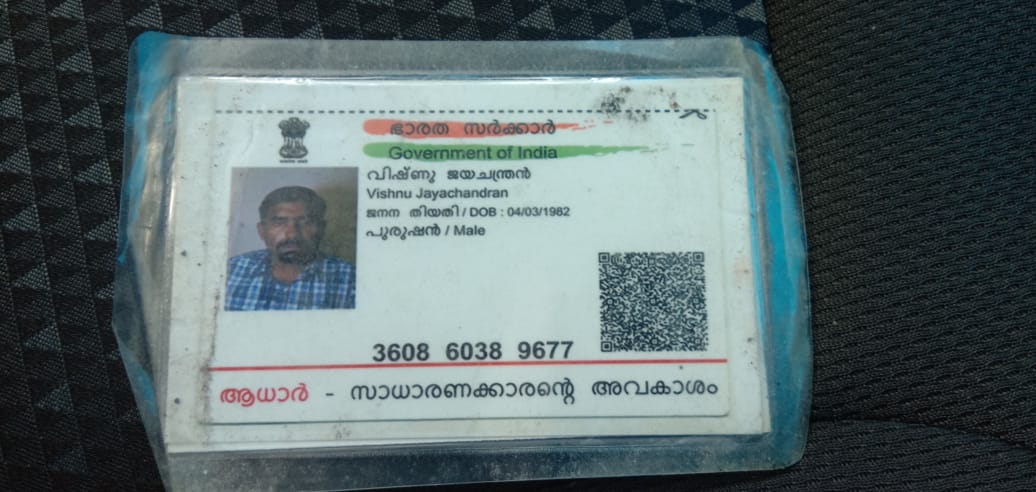 ഭാരത സർക്കാർ
Government of India
വിഷ്ണു ജയചന്ദ്രൻ
Vishnu Jayachandran
ജനന തിയതി / DOB : 04/03/1982
പുരുഷൻ / Male
3608 6038 9677
ആധാർ - സാധാരണക്കാരന്റെ അവകാശം